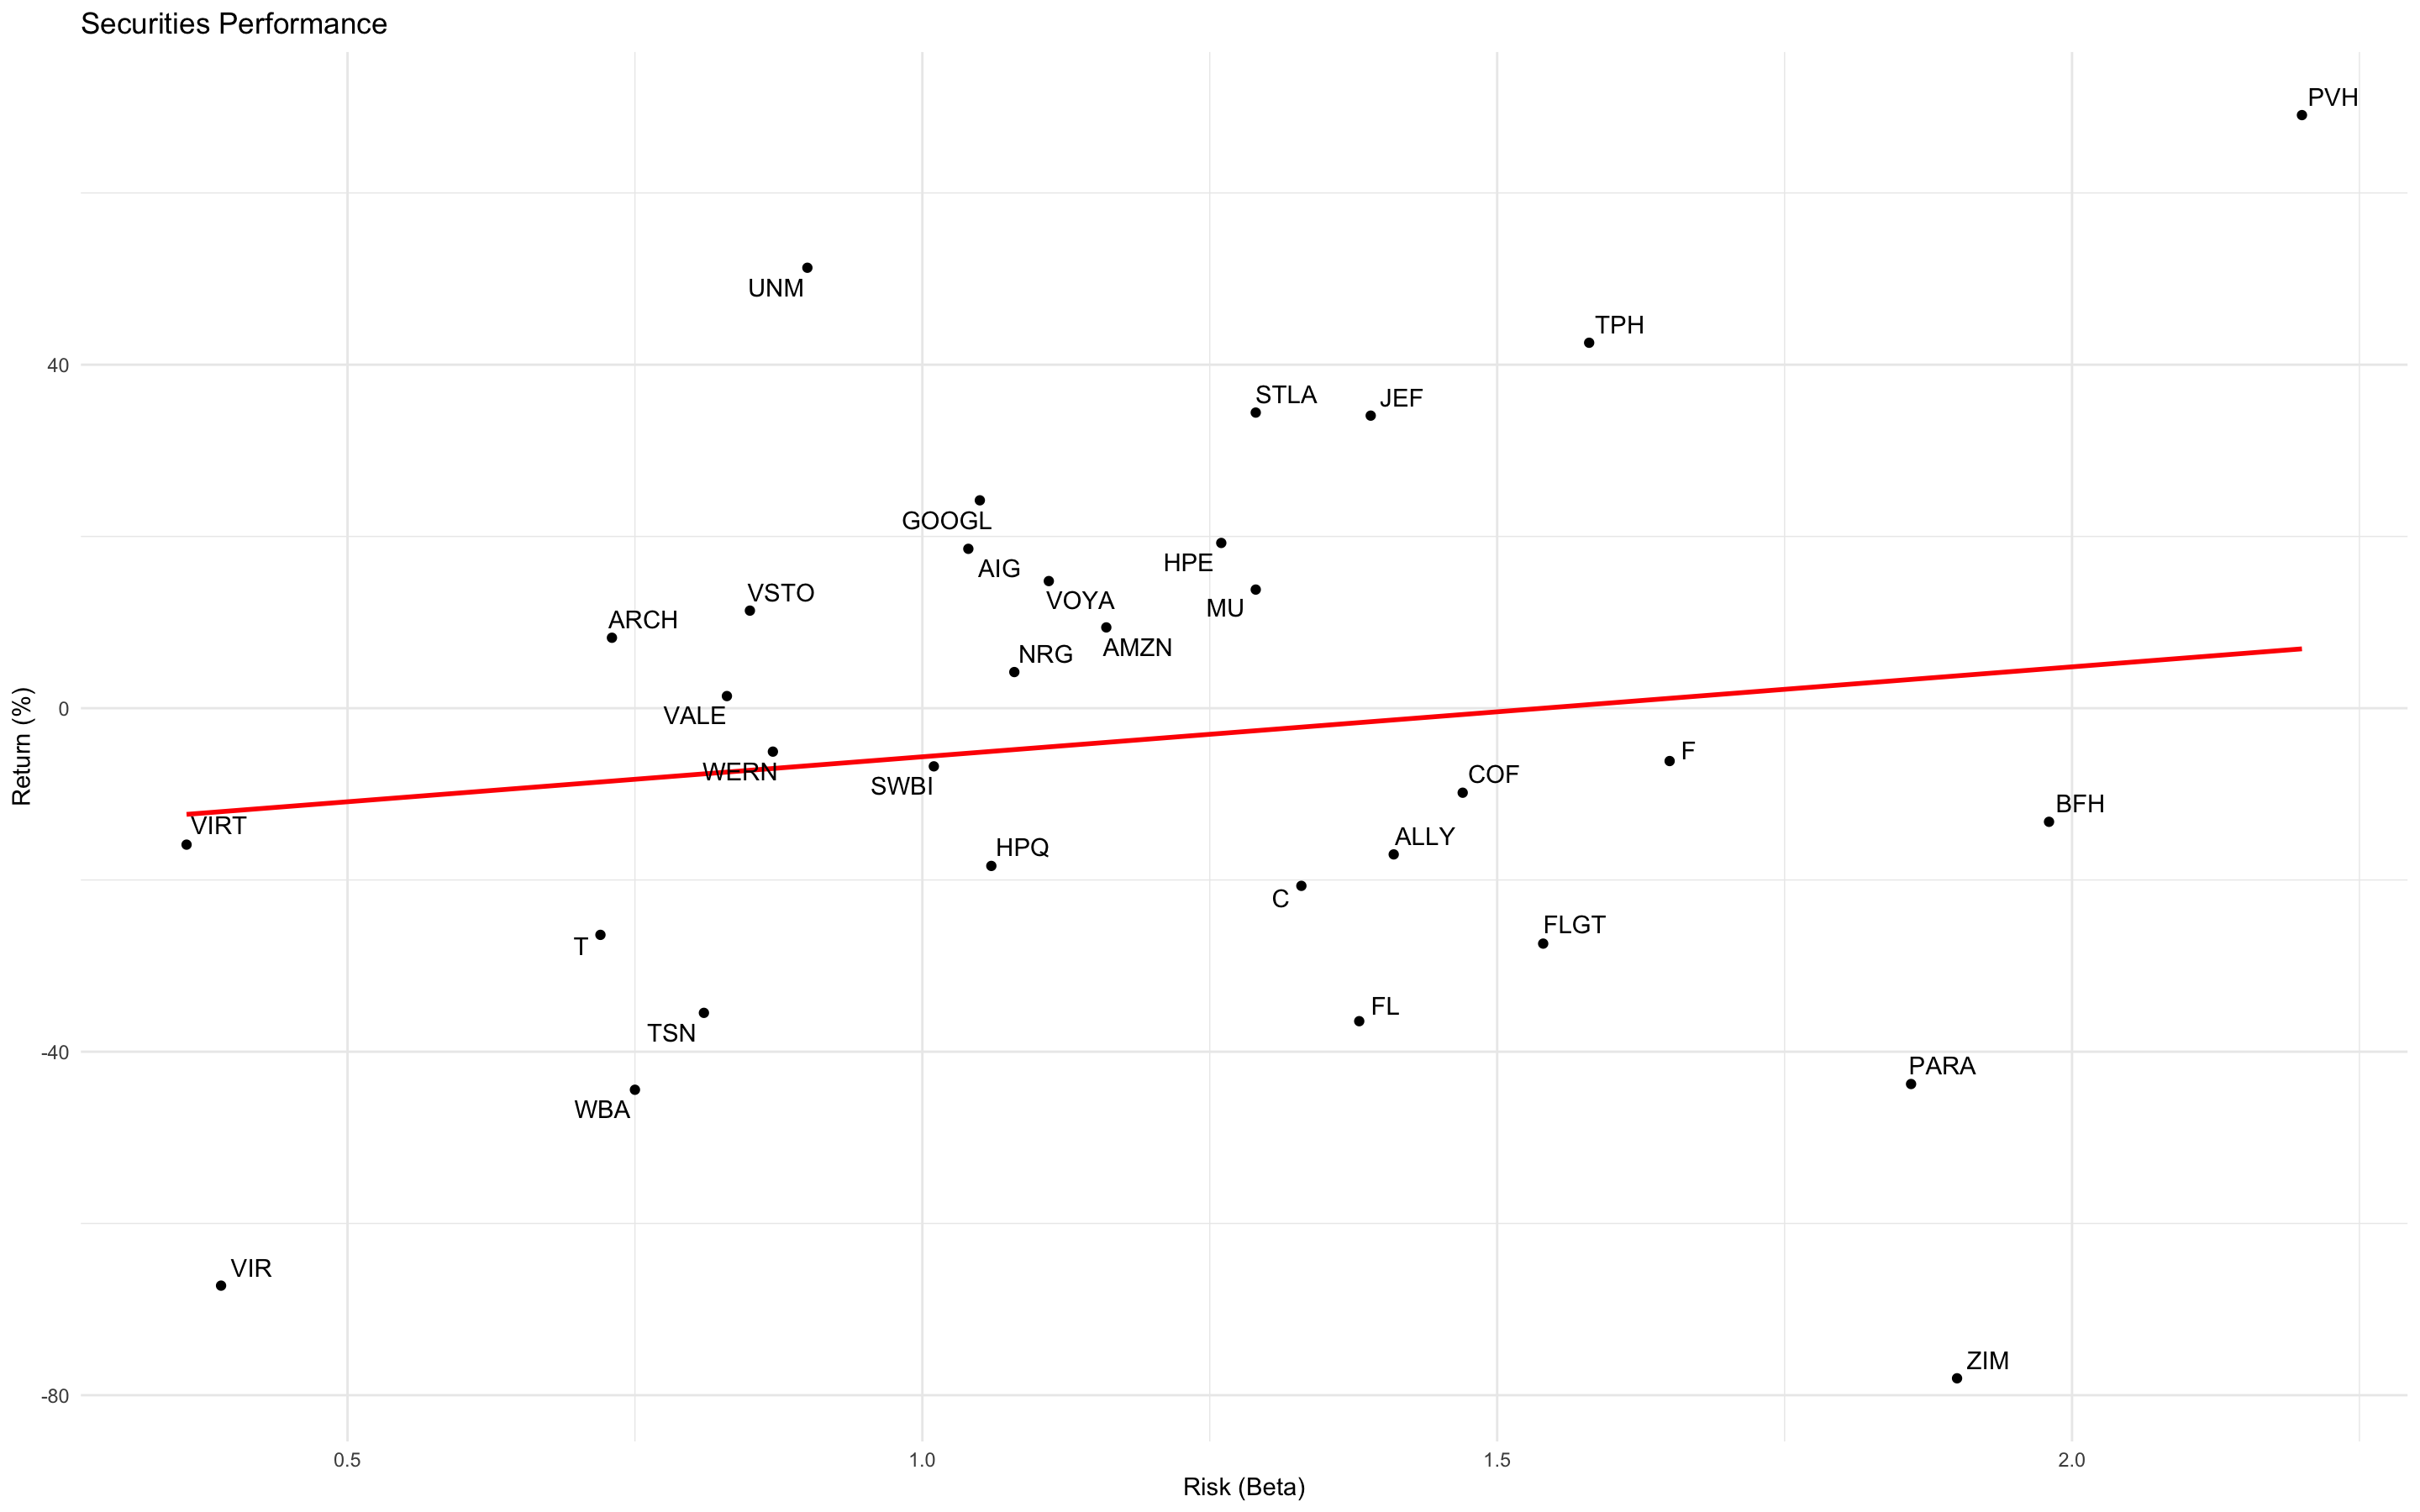 Securities Performance
PVH
UNM
TPH
40
STLA
JEF
GOOGL
AIG
HPE
VSTO
VOYA
MU
ARCH
AMZN
NRG
0
VALE
Return (%)
WERN
SWBI
F
COF
BFH
VIRT
HPQ
ALLY
C
T
FLGT
TSN
FL
-40
PARA
WBA
VIR
ZIM
-80
0.5
1.0
1.5
2.0
Risk (Beta)